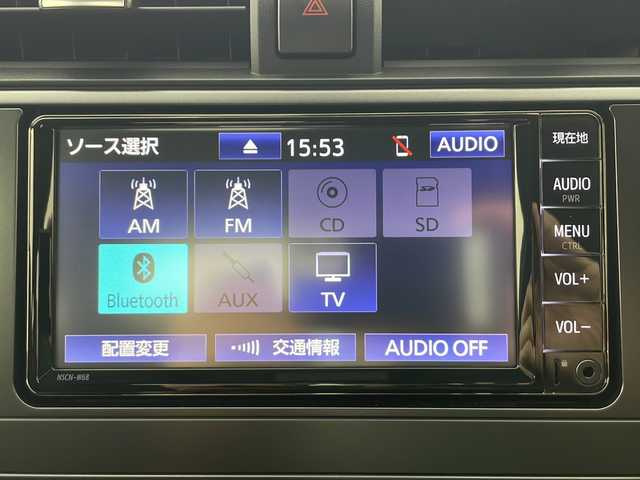 ソース選択 15:53 AUDIO
AM FM CD SD
Bluetooth AUX TV
配置変更 交通情報 AUDIO OFF
NSCN-W68
現在地
AUDIO
PWR
MENU
CTRL
VOL+
VOL−